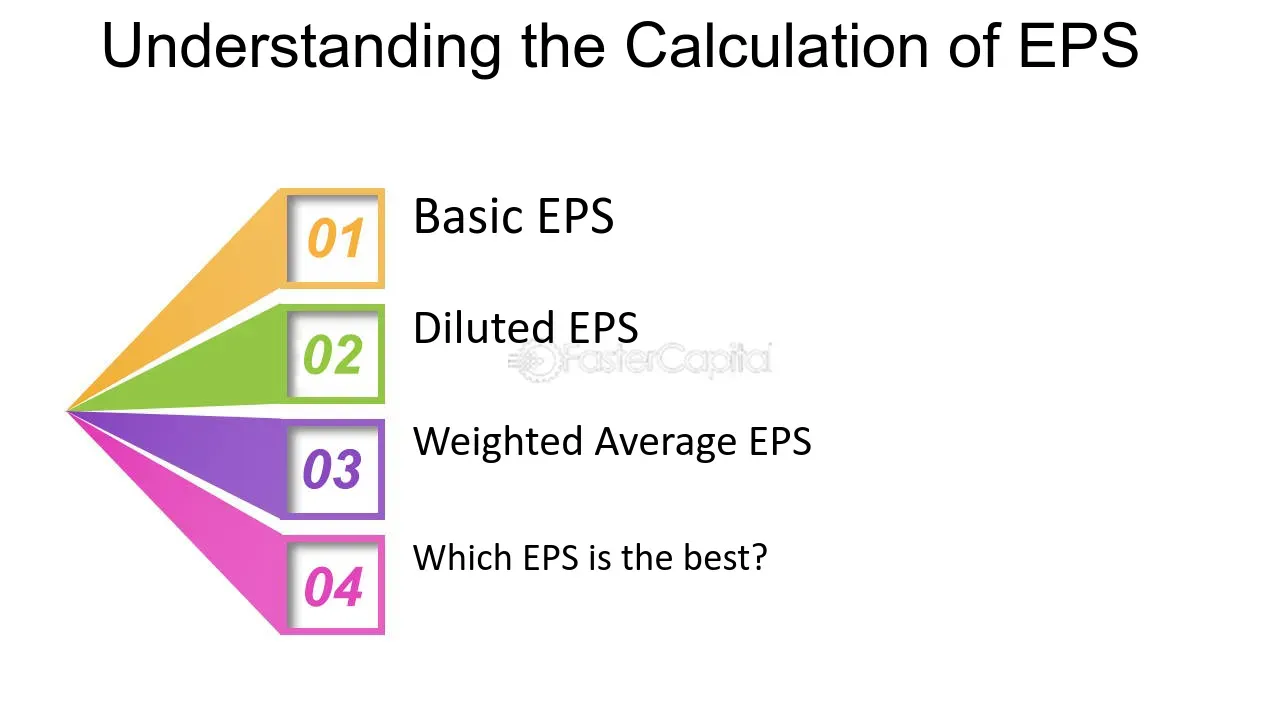 Understanding the Calculation of EPS
01
Basic EPS
02
Diluted EPS
FasterCapital
03
Weighted Average EPS
04
Which EPS is the best?